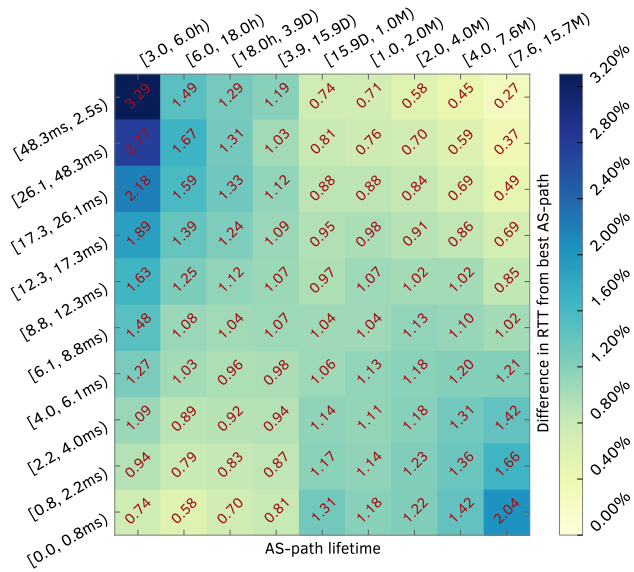 [3.0, 6.0h)
[6.0, 18.0h)
[18.0h, 3.9D)
[3.9, 15.9D)
[15.9D, 1.0M)
[1.0, 2.0M)
[2.0, 4.0M)
[4.0, 7.6M)
[7.6, 15.7M)
[48.3ms, 2.5s) 3.29 1.49 1.29 1.19 0.74 0.71 0.58 0.45 0.27
[26.1, 48.3ms) 2.77 1.67 1.31 1.03 0.81 0.76 0.70 0.59 0.37
[17.3, 26.1ms) 2.18 1.59 1.33 1.12 0.88 0.88 0.84 0.69 0.49
[12.3, 17.3ms) 1.89 1.39 1.24 1.09 0.95 0.98 0.91 0.86 0.69
[8.8, 12.3ms) 1.63 1.25 1.12 1.07 0.97 1.07 1.02 1.02 0.85
[6.1, 8.8ms) 1.48 1.08 1.04 1.07 1.04 1.04 1.13 1.10 1.02
[4.0, 6.1ms) 1.27 1.03 0.96 0.98 1.06 1.13 1.18 1.20 1.21
[2.2, 4.0ms) 1.09 0.89 0.92 0.94 1.14 1.11 1.18 1.31 1.42
[0.8, 2.2ms) 0.94 0.79 0.83 0.87 1.17 1.14 1.23 1.36 1.66
[0.0, 0.8ms) 0.74 0.58 0.70 0.81 1.31 1.18 1.22 1.42 2.04
AS-path lifetime
Difference in RTT from best AS-path
3.20%
2.80%
2.40%
2.00%
1.60%
1.20%
0.80%
0.40%
0.00%